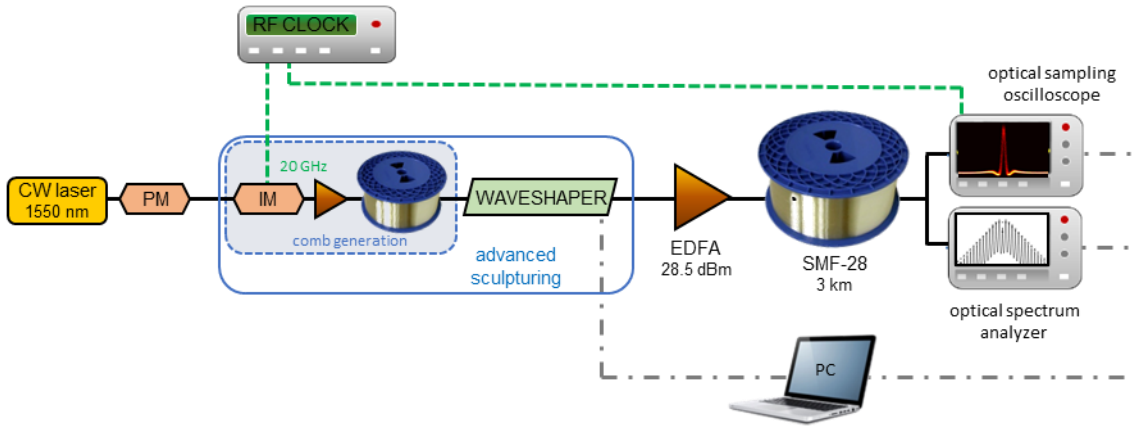 RF CLOCK
optical sampling
oscilloscope
20 GHz
CW laser
1550 nm
PM
IM
WAVESHAPER
comb generation
advanced
sculpturing
EDFA
28.5 dBm
SMF-28
3 km
optical spectrum
analyzer
PC